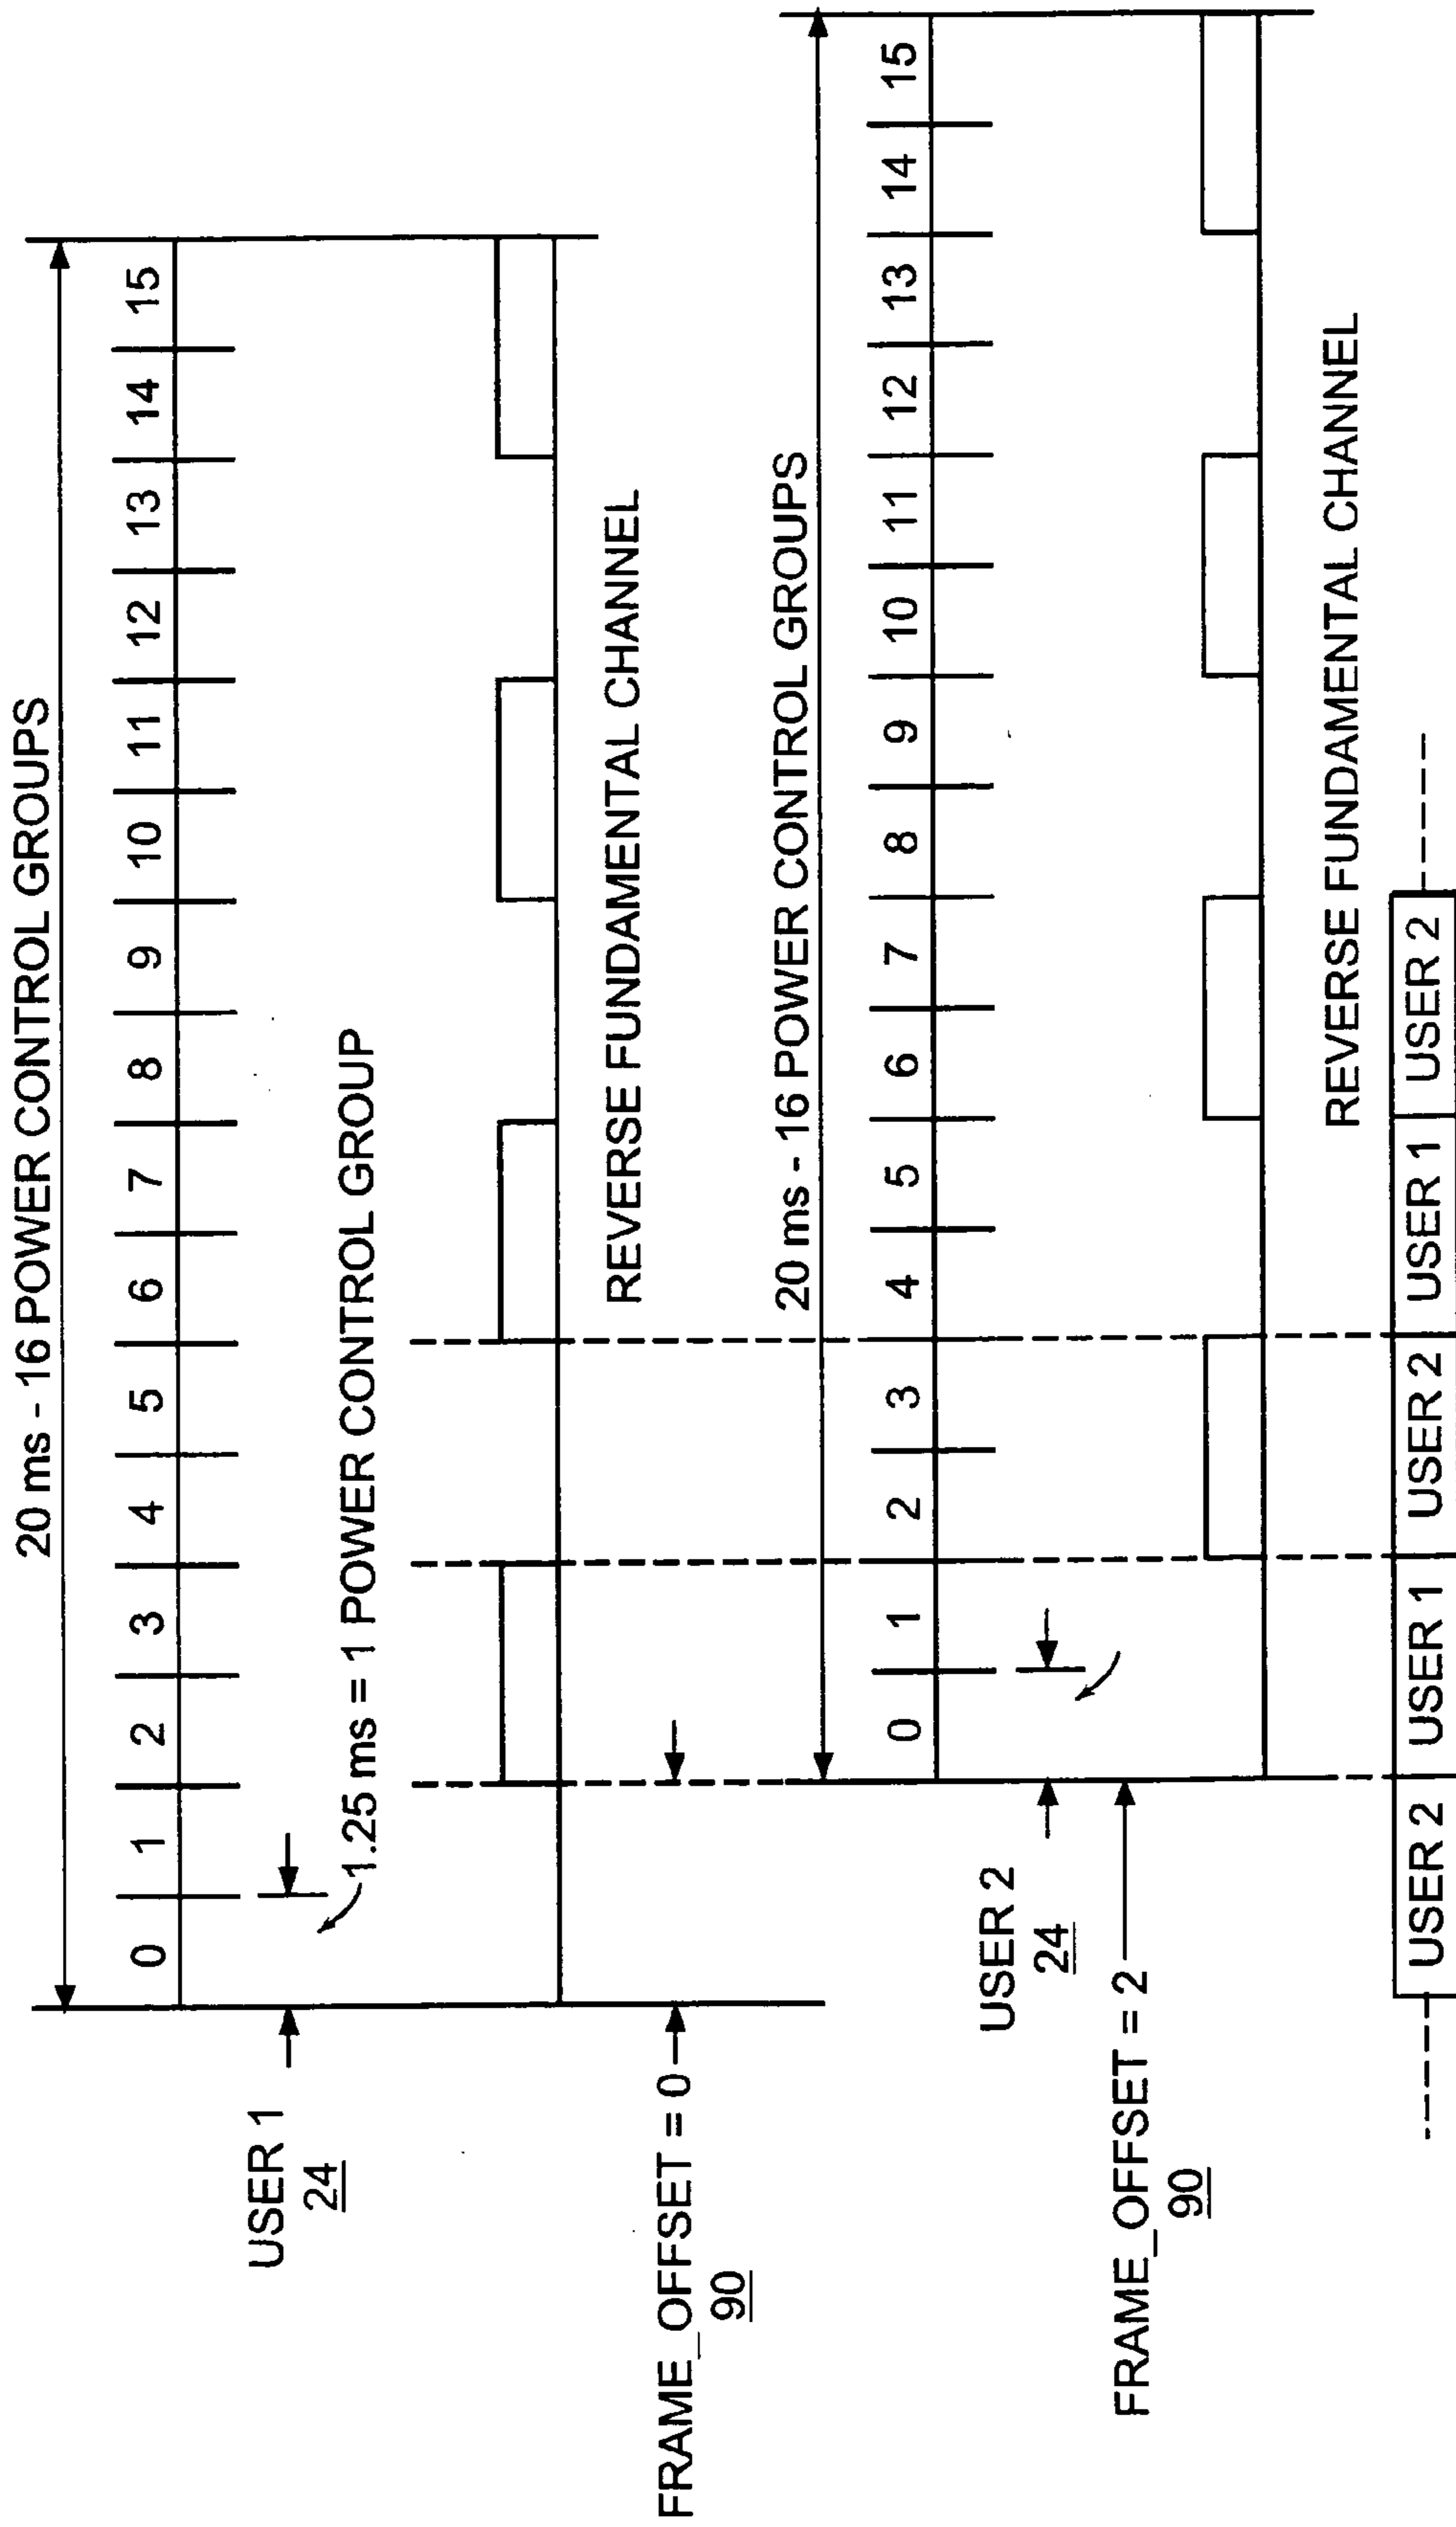 20 ms - 16 POWER CONTROL GROUPS
0 1 2 3 4 5 6 7 8 9 10 11 12 13 14 15
USER 1
24
1.25 ms = 1 POWER CONTROL GROUP
REVERSE FUNDAMENTAL CHANNEL
FRAME_OFFSET = 0
90
20 ms - 16 POWER CONTROL GROUPS
0 1 2 3 4 5 6 7 8 9 10 11 12 13 14 15
USER 2
24
FRAME_OFFSET = 2
90
REVERSE FUNDAMENTAL CHANNEL
USER 2 USER 1 USER 2 USER 1 USER 2